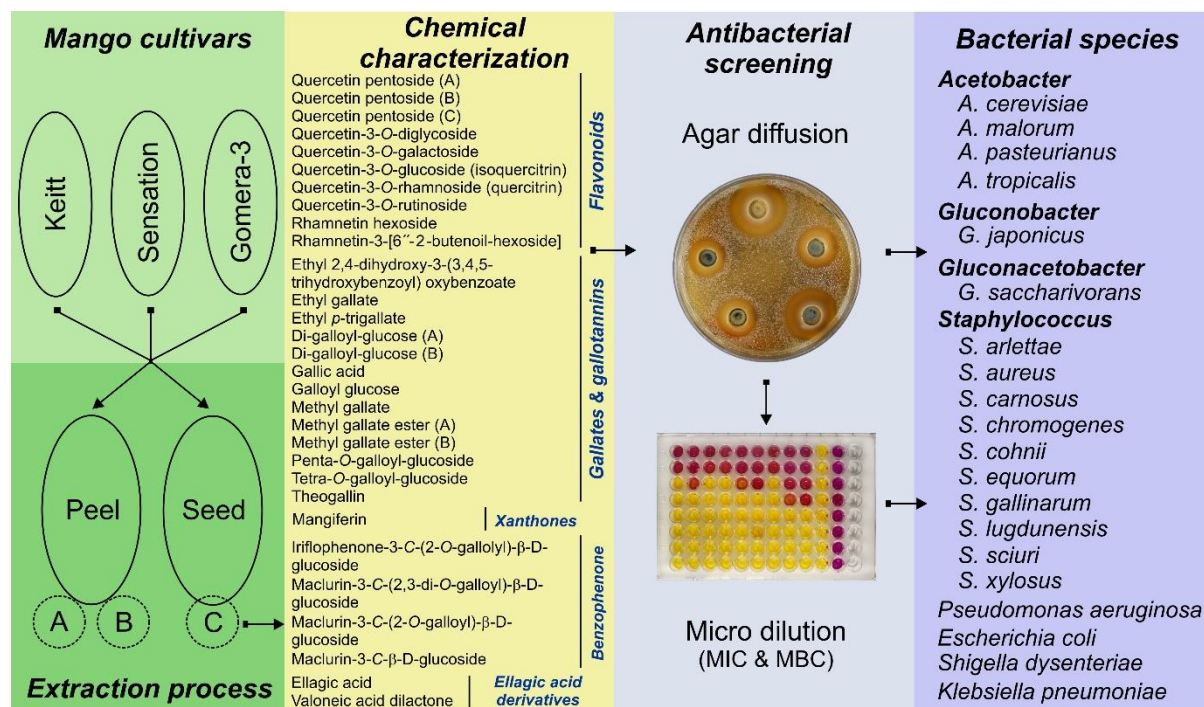 Mango cultivars
Keitt
Sensation
Gomera-3
Peel
Seed
A
B
C
Extraction process
Chemical
characterization
Quercetin pentoside (A)
Quercetin pentoside (B)
Quercetin pentoside (C)
Quercetin-3-O-diglycoside
Quercetin-3-O-galactoside
Quercetin-3-O-glucoside (isoquercitrin)
Quercetin-3-O-rhamnoside (quercitrin)
Quercetin-3-O-rutinoside
Rhamnetin hexoside
Rhamnetin-3-[6´´-2-butenoil-hexoside]
Flavonoids
Ethyl 2,4-dihydroxy-3-(3,4,5-
trihydroxybenzoyl) oxybenzoate
Ethyl gallate
Ethyl p-trigallate
Di-galloyl-glucose (A)
Di-galloyl-glucose (B)
Gallic acid
Galloyl glucose
Methyl gallate
Methyl gallate ester (A)
Methyl gallate ester (B)
Penta-O-galloyl-glucoside
Tetra-O-galloyl-glucoside
Theogallin
Gallates & gallotannins
Mangiferin
Xanthones
Iriflophenone-3-C-(2-O-gallolyl)-β-D-
glucoside
Maclurin-3-C-(2,3-di-O-galloyl)-β-D-
glucoside
Maclurin-3-C-(2-O-galloyl)-β-D-
glucoside
Maclurin-3-C-β-D-glucoside
Benzophenone
Ellagic acid
Valoneic acid dilactone
Ellagic acid
derivatives
Antibacterial
screening
Agar diffusion
Micro dilution
(MIC & MBC)
Bacterial species
Acetobacter
A. cerevisiae
A. malorum
A. pasteurianus
A. tropicalis
Gluconobacter
G. japonicus
Gluconacetobacter
G. saccharivorans
Staphylococcus
S. arlettae
S. aureus
S. carnosus
S. chromogenes
S. cohnii
S. equorum
S. gallinarum
S. lugdunensis
S. sciuri
S. xylosus
Pseudomonas aeruginosa
Escherichia coli
Shigella dysenteriae
Klebsiella pneumoniae